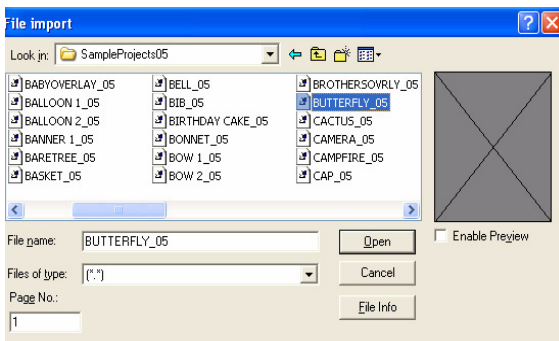 File import
Look in: SampleProjects05
BABYOVERLAY_05 BELL_05 BROTHERSOVRLY_05
BALLOON 1_05 BIB_05 BUTTERFLY_05
BALLOON 2_05 BIRTHDAY CAKE_05 CACTUS_05
BANNER 1_05 BONNET_05 CAMERA_05
BARETREE_05 BOW 1_05 CAMPFIRE_05
BASKET_05 BOW 2_05 CAP_05
File name: BUTTERFLY_05 Open Enable Preview
Files of type: (*.*) Cancel
Page No.:
1 File Info